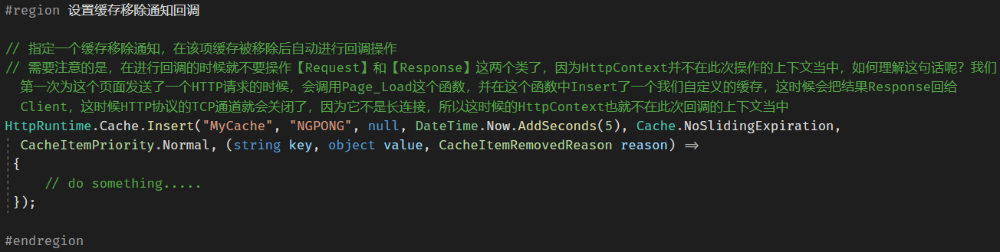 #region 设置缓存移除通知回调
// 指定一个缓存移除通知，在该项缓存被移除后自动进行回调操作
// 需要注意的是，在进行回调的时候就不要操作【Request】和【Response】这两个类了，因为HttpContext并不在此次操作的上下文当中，如何理解这句话呢？我们
第一次为这个页面发送了一个HTTP请求的时候，会调用Page_Load这个函数，并在这个函数中Insert了一个我们自定义的缓存，这时候会把结果Response回给
Client，这时候HTTP协议的TCP通道就会关闭了，因为它不是长连接，所以这时候的HttpContext也就不在此次回调的上下文当中
HttpRuntime.Cache.Insert("MyCache", "NGPONG", null, DateTime.Now.AddSeconds(5), Cache.NoSlidingExpiration,
CacheItemPriority.Normal, (string key, object value, CacheItemRemovedReason reason) ⇒
{
// do something.....
});
#endregion